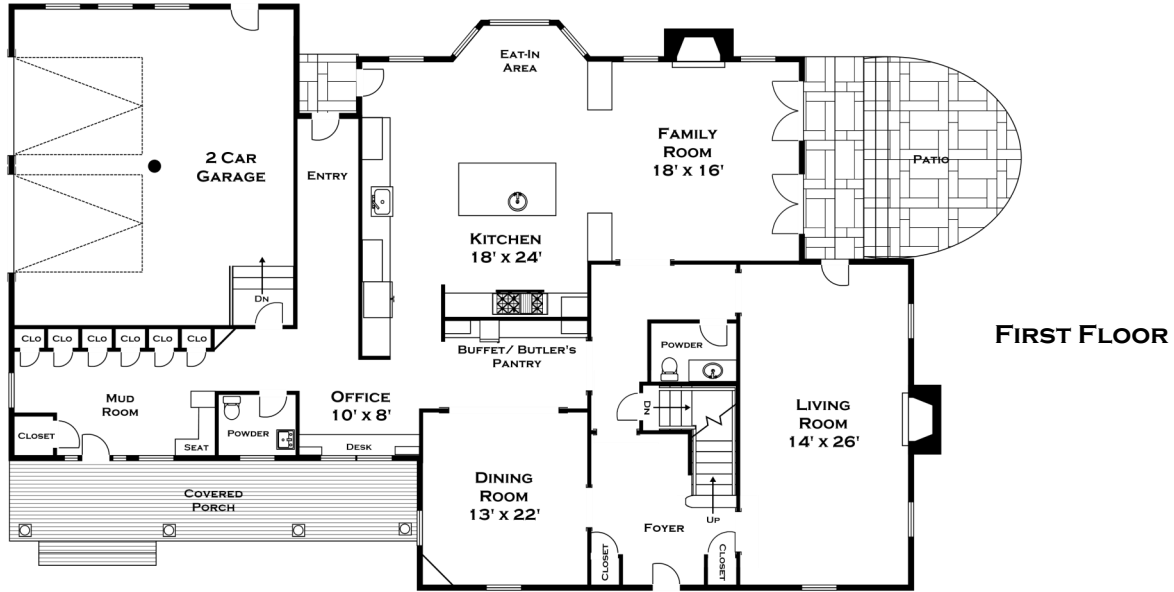 Eat-In
Area
2 Car
Garage
Entry
Family
Room
18' x 16'
Patio
Kitchen
18' x 24'
Dn
Clo
Clo
Clo
Clo
Clo
Clo
First Floor
Buffet/ Butler's
Pantry
Powder
Mud
Room
Office
10' x 8'
Dn
Living
Room
14' x 26'
Closet
Powder
Seat
Desk
Dining
Room
13' x 22'
Covered
Porch
Up
Foyer
Closet
Closet